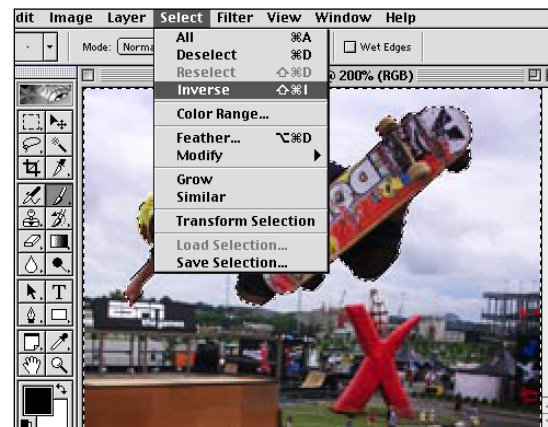 dit Image Layer Select Filter View Window Help
Mode: Norma
Wet Edges
All ⌘A
Deselect ⌘D
Reselect ⇧⌘D
Inverse ⇧⌘I
Color Range...
Feather... ⌥⌘D
Modify
Grow
Similar
Transform Selection
Load Selection...
Save Selection...
@ 200% (RGB)
T
ESPN
the games
X